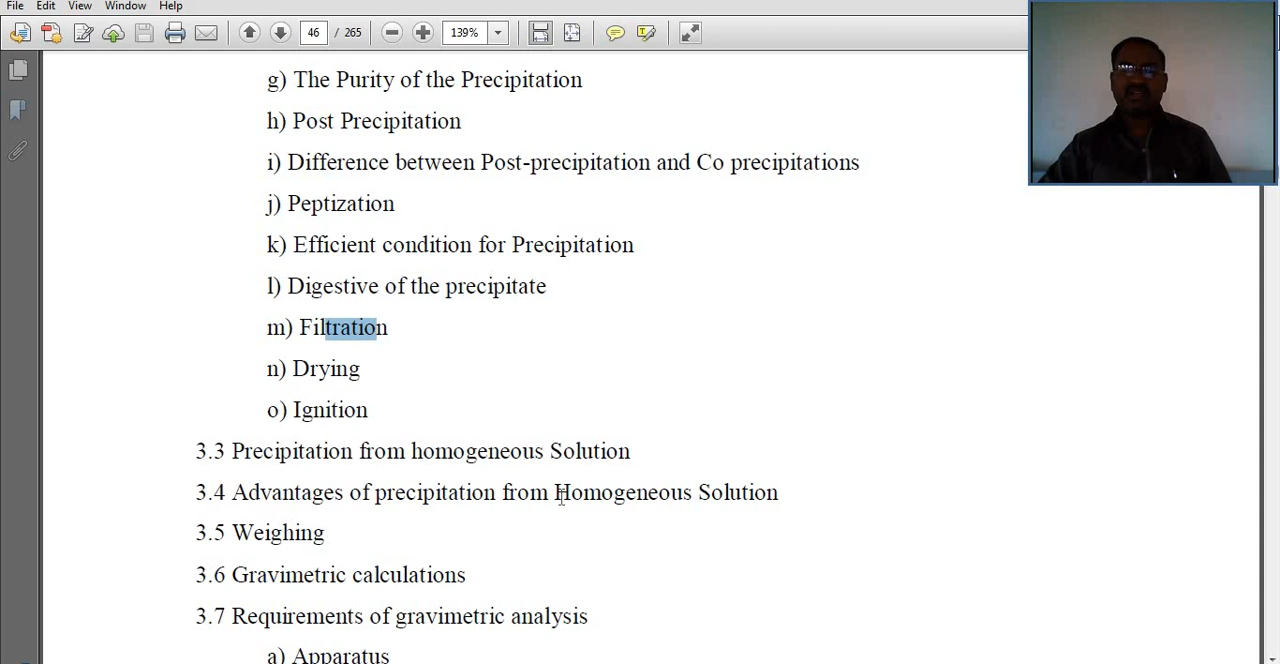 File Edit View Window Help
46 / 265 139%
g) The Purity of the Precipitation
h) Post Precipitation
i) Difference between Post-precipitation and Co precipitations
j) Peptization
k) Efficient condition for Precipitation
l) Digestive of the precipitate
m) Filtration
n) Drying
o) Ignition
3.3 Precipitation from homogeneous Solution
3.4 Advantages of precipitation from Homogeneous Solution
3.5 Weighing
3.6 Gravimetric calculations
3.7 Requirements of gravimetric analysis
a) Apparatus